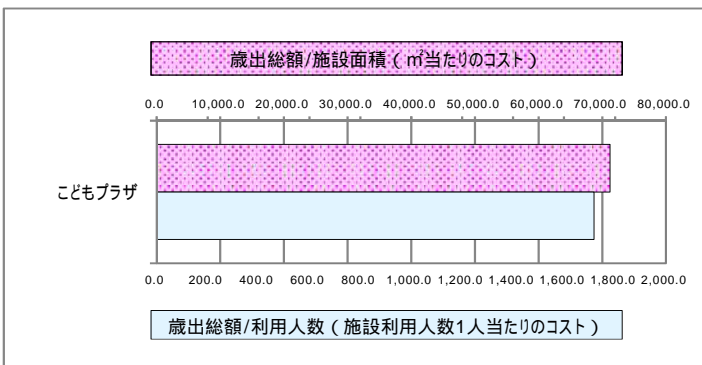 歳出総額/施設面積(㎡当たりのコスト)
0.0 10,000.0 20,000.0 30,000.0 40,000.0 50,000.0 60,000.0 70,000.0 80,000.0
こどもプラザ
0.0 200.0 400.0 600.0 800.0 1,000.0 1,200.0 1,400.0 1,600.0 1,800.0 2,000.0
歳出総額/利用人数(施設利用人数1人当たりのコスト)